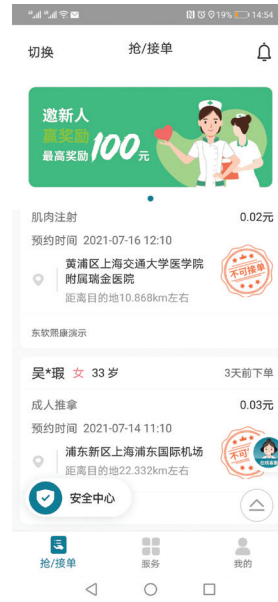 19% 14:54
切换 抢/接单
邀新人
赢奖励
最高奖励100元
肌肉注射 0.02元
预约时间 2021-07-16 12:10
黄浦区上海交通大学医学院
附属瑞金医院
不可接单
距离目的地10.868km左右
东软熙康演示
吴*瑕 女 33岁 3天前下单
成人推拿 0.03元
预约时间 2021-07-14 11:10
浦东新区上海浦东国际机场
不可
在线客服
距离目的地22.332km左右
安全中心
抢/接单 服务 我的